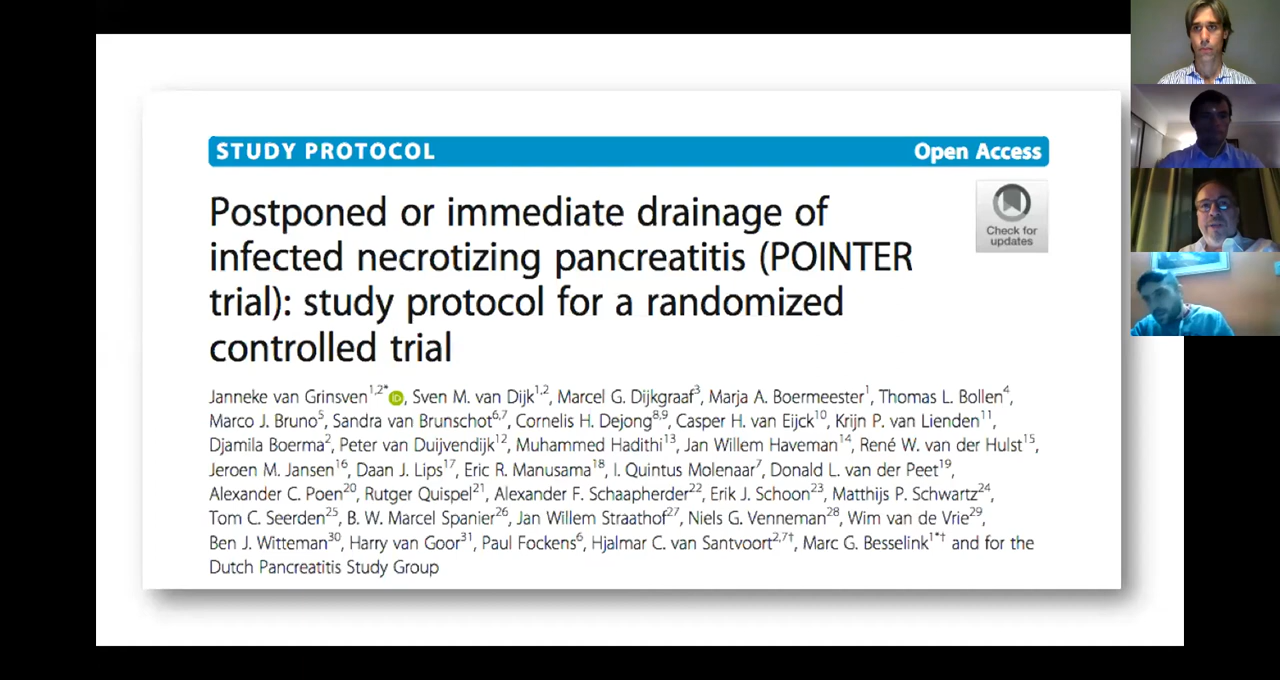 STUDY PROTOCOL Open Access
Postponed or immediate drainage of
infected necrotizing pancreatitis (POINTER
trial): study protocol for a randomized
controlled trial
Check for
updates
Janneke van Grinsven1,2* iD, Sven M. van Dijk1,2, Marcel G. Dijkgraaf3, Marja A. Boermeester1, Thomas L. Bollen4,
Marco J. Bruno5, Sandra van Brunschot6,7, Cornelis H. Dejong8,9, Casper H. van Eijck10, Krijn P. van Lienden11,
Djamila Boerma2, Peter van Duijvendijk12, Muhammed Hadithi13, Jan Willem Haveman14, René W. van der Hulst15,
Jeroen M. Jansen16, Daan J. Lips17, Eric R. Manusama18, I. Quintus Molenaar7, Donald L. van der Peet19,
Alexander C. Poen20, Rutger Quispel21, Alexander F. Schaapherder22, Erik J. Schoon23, Matthijs P. Schwartz24,
Tom C. Seerden25, B. W. Marcel Spanier26, Jan Willem Straathof27, Niels G. Venneman28, Wim van de Vrie29,
Ben J. Witteman30, Harry van Goor31, Paul Fockens6, Hjalmar C. van Santvoort2,7†, Marc G. Besselink1*† and for the
Dutch Pancreatitis Study Group